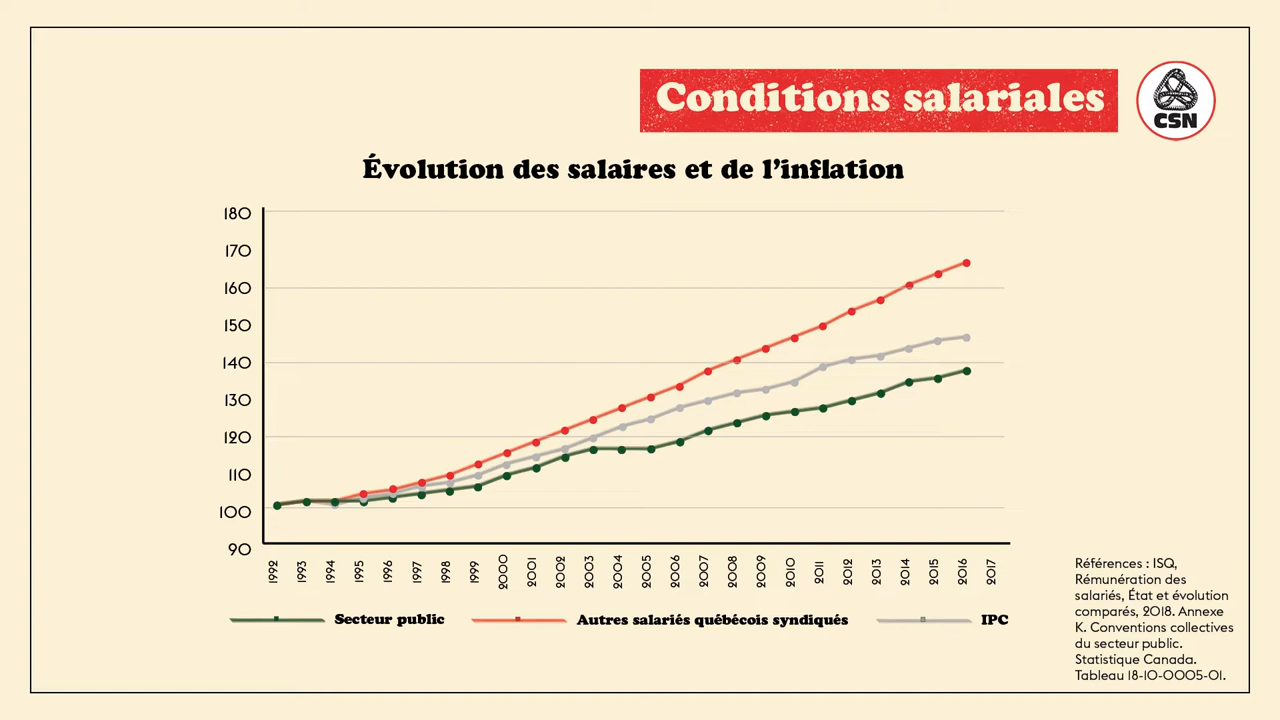 Conditions salariales
CSN
Évolution des salaires et de l'inflation
180
170
160
150
140
130
120
110
100
90
1992 1993 1994 1995 1996 1997 1998 1999 2000 2001 2002 2003 2004 2005 2006 2007 2008 2009 2010 2011 2012 2013 2014 2015 2016 2017
Secteur public Autres salariés québécois syndiqués IPC
Références : ISQ,
Rémunération des
salariés, État et évolution
comparés, 2018. Annexe
K. Conventions collectives
du secteur public.
Statistique Canada.
Tableau 18-10-0005-01.